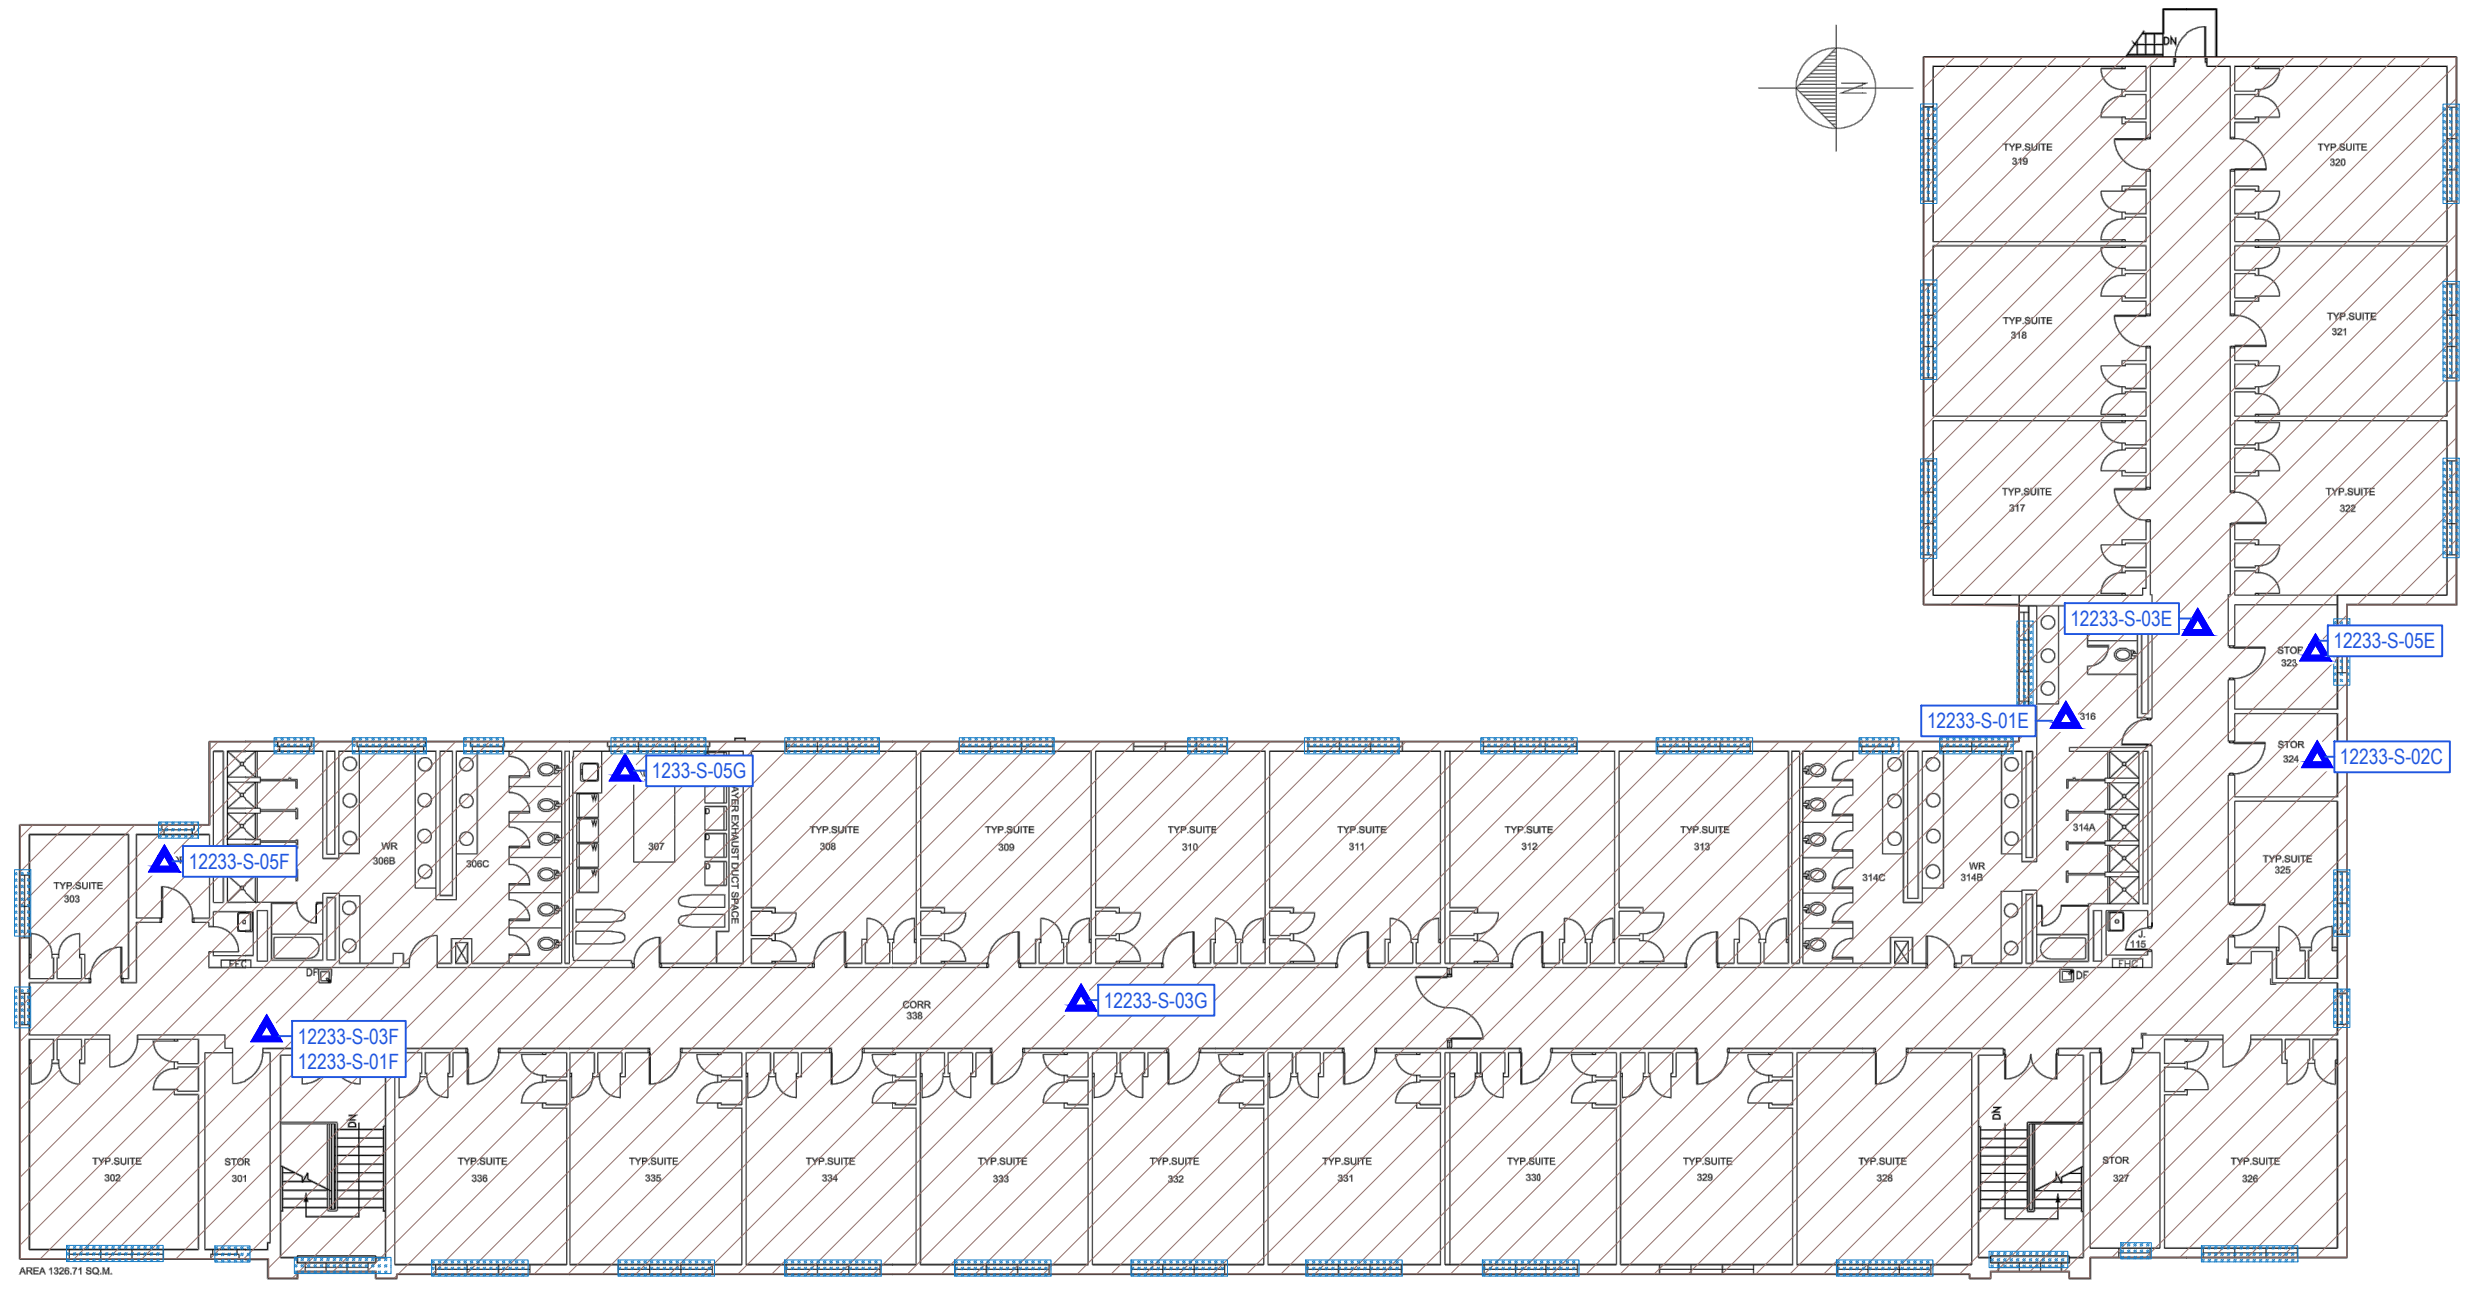 DN
N
TYP.SUITE
319
TYP.SUITE
320
TYP.SUITE
318
TYP.SUITE
321
TYP.SUITE
317
TYP.SUITE
322
12233-S-03E
12233-S-05E
323
12233-S-01E
316
STOR
324
12233-S-02C
1233-S-05G
12233-S-05F
TYP.SUITE
303
WR
306B
306C
307
AYER EXHAUST DUCT SPACE
W
W
W
W
TYP.SUITE
308
TYP.SUITE
309
TYP.SUITE
310
TYP.SUITE
311
TYP.SUITE
312
TYP.SUITE
313
314C
WR
314B
314A
TYP.SUITE
325
J.
115
FHC
DF
DF
12233-S-03G
CORR
338
12233-S-03F
12233-S-01F
DN
DN
TYP.SUITE
302
STOR
301
TYP.SUITE
336
TYP.SUITE
335
TYP.SUITE
334
TYP.SUITE
333
TYP.SUITE
332
TYP.SUITE
331
TYP.SUITE
330
TYP.SUITE
329
TYP.SUITE
328
STOR
327
TYP.SUITE
326
AREA 1326.71 SQ.M.